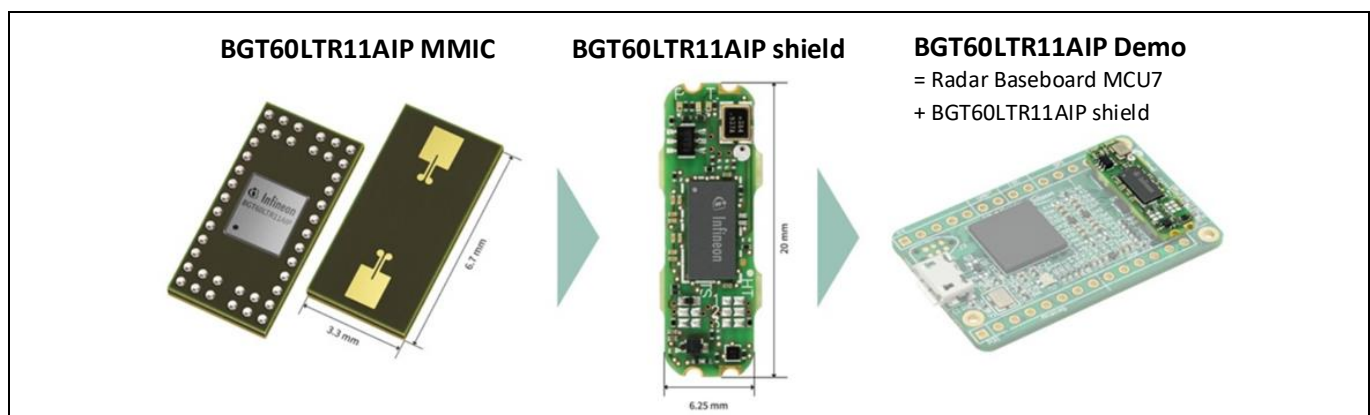 BGT60LTR11AIP MMIC
BGT60LTR11AIP shield
BGT60LTR11AIP Demo
= Radar Baseboard MCU7
+ BGT60LTR11AIP shield
Infineon
BGT60LTR11AIP
3.3 mm
6.7 mm
Infineon
20 mm
6.25 mm